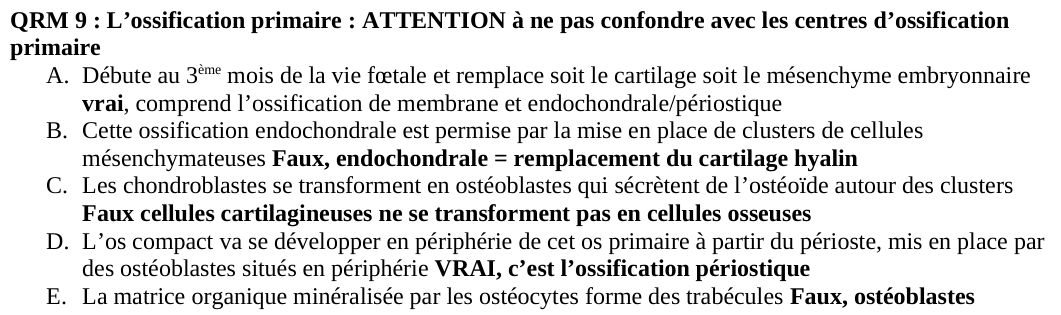 QRM 9 : L’ossification primaire : ATTENTION à ne pas confondre avec les centres d’ossification
primaire
A. Débute au 3ème mois de la vie fœtale et remplace soit le cartilage soit le mésenchyme embryonnaire
vrai, comprend l’ossification de membrane et endochondrale/périostique
B. Cette ossification endochondrale est permise par la mise en place de clusters de cellules
mésenchymateuses Faux, endochondrale = remplacement du cartilage hyalin
C. Les chondroblastes se transforment en ostéoblastes qui sécrètent de l’ostéoïde autour des clusters
Faux cellules cartilagineuses ne se transforment pas en cellules osseuses
D. L’os compact va se développer en périphérie de cet os primaire à partir du périoste, mis en place par
des ostéoblastes situés en périphérie VRAI, c’est l’ossification périostique
E. La matrice organique minéralisée par les ostéocytes forme des trabécules Faux, ostéoblastes